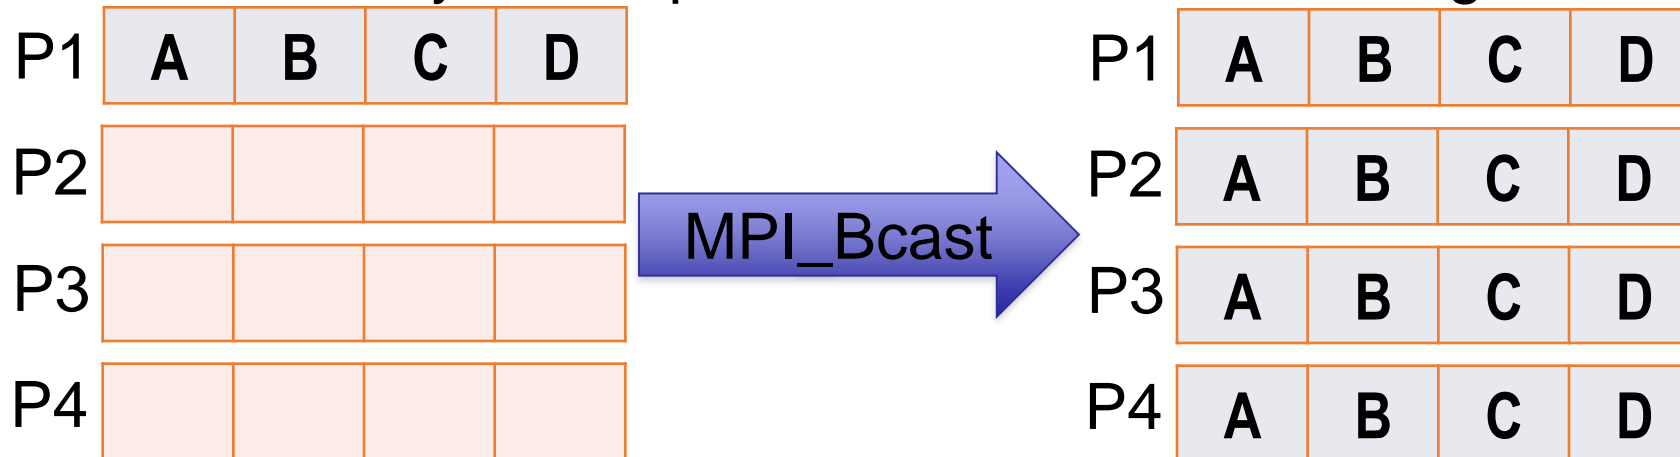 P1 A B C D
P2
P3
P4
MPI_Bcast
P1 A B C D
P2 A B C D
P3 A B C D
P4 A B C D